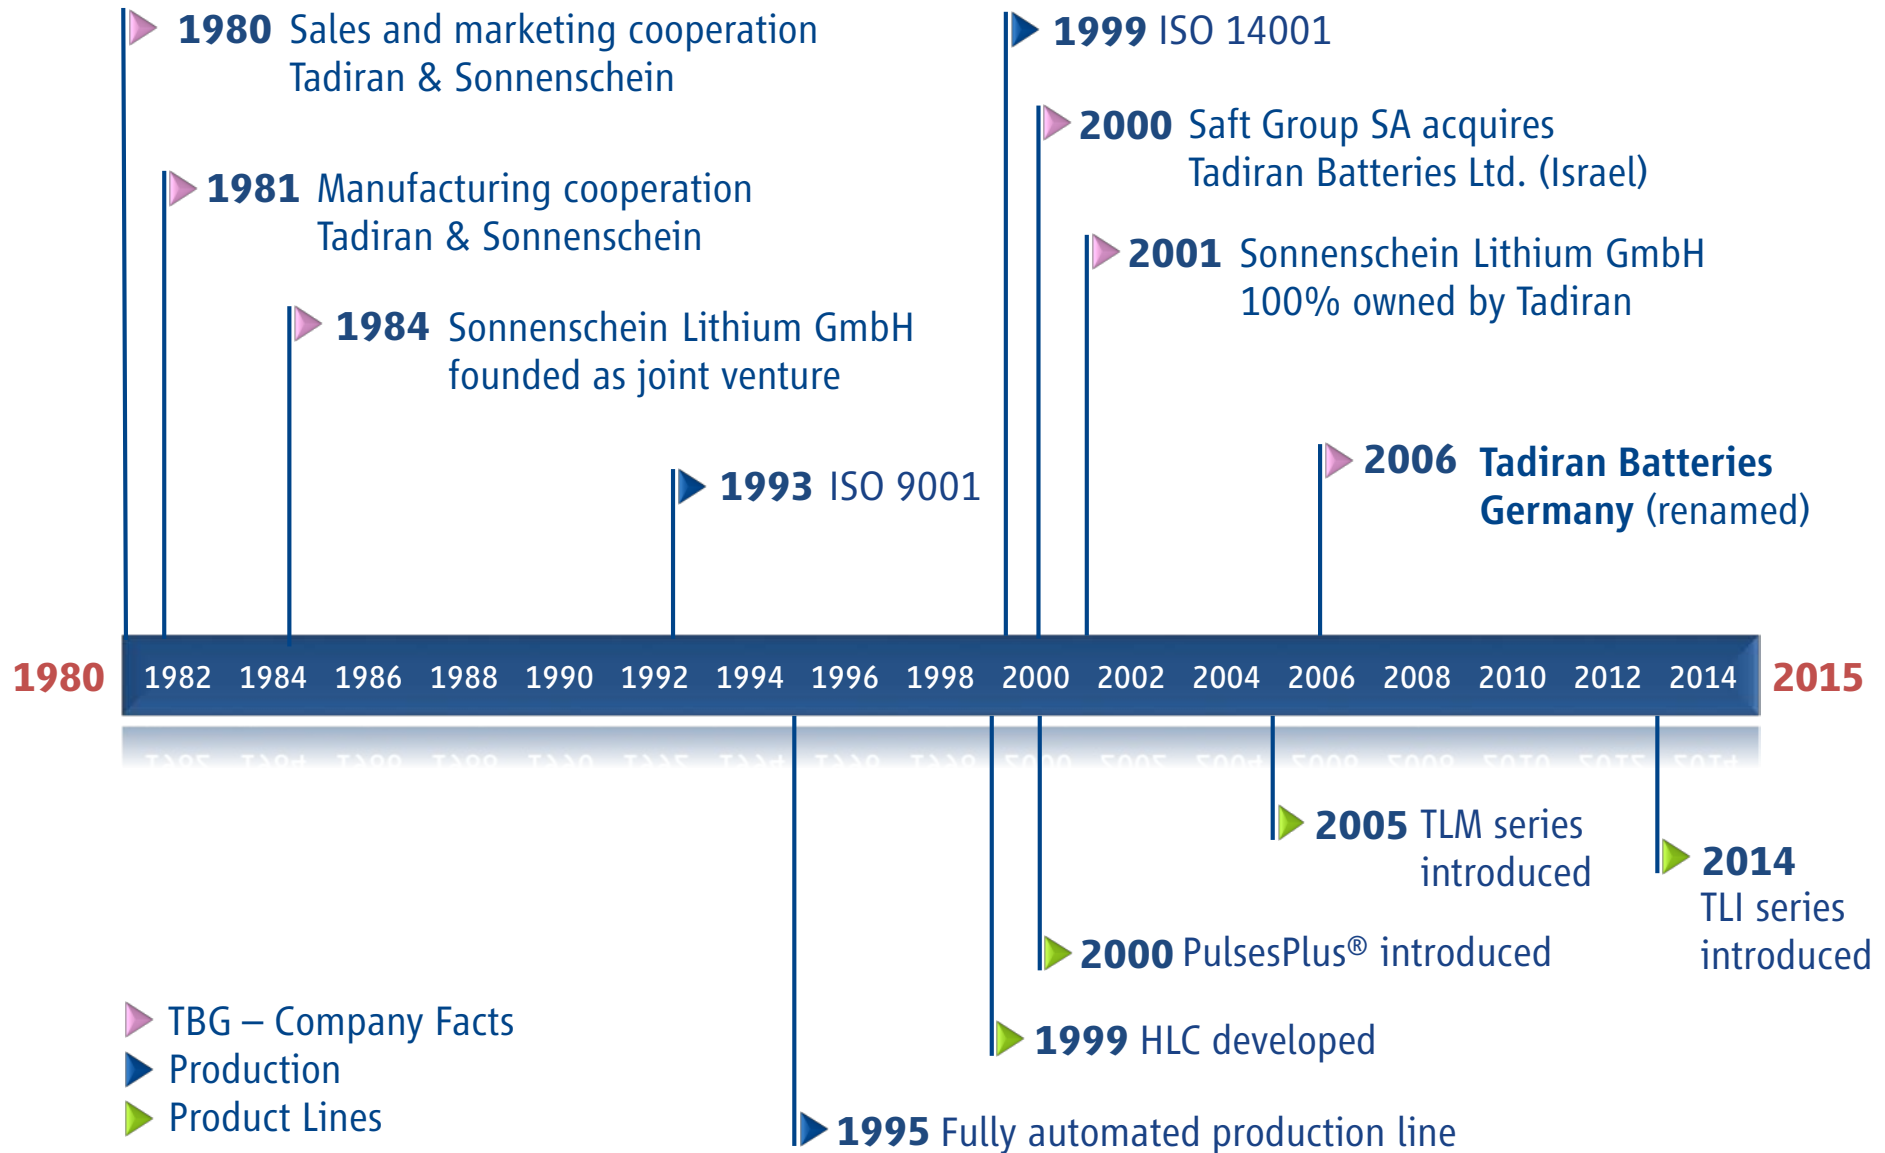 1980 Sales and marketing cooperation
Tadiran & Sonnenschein
1981 Manufacturing cooperation
Tadiran & Sonnenschein
1984 Sonnenschein Lithium GmbH
founded as joint venture
1993 ISO 9001
1999 ISO 14001
2000 Saft Group SA acquires
Tadiran Batteries Ltd. (Israel)
2001 Sonnenschein Lithium GmbH
100% owned by Tadiran
2006 Tadiran Batteries
Germany (renamed)
1980 1982 1984 1986 1988 1990 1992 1994 1996 1998 2000 2002 2004 2006 2008 2010 2012 2014 2015
2005 TLM series
introduced
2014
TLI series
introduced
2000 PulsesPlus® introduced
1999 HLC developed
1995 Fully automated production line
TBG – Company Facts
Production
Product Lines